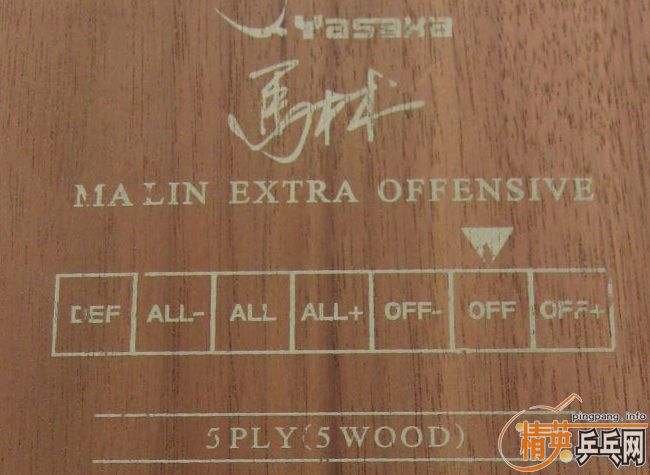 Yasaka
馬林
MA LIN EXTRA OFFENSIVE
DEF ALL- ALL ALL+ OFF- OFF OFF+
5 PLY (5 WOOD)
pingpang.info
精英乒乓网